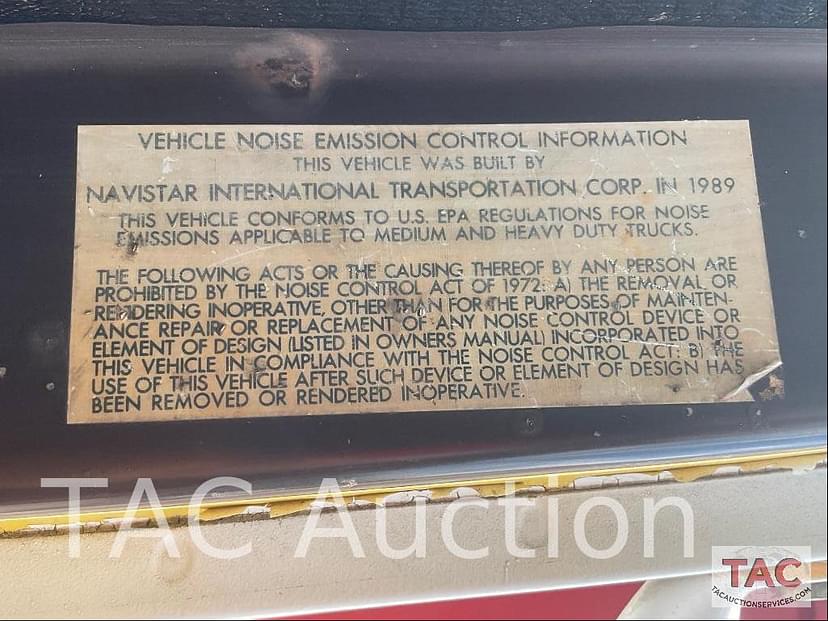 VEHICLE NOISE EMISSION CONTROL INFORMATION
THIS VEHICLE WAS BUILT BY
NAVISTAR INTERNATIONAL TRANSPORTATION CORP. IN 1989
THIS VEHICLE CONFORMS TO U.S. EPA REGULATIONS FOR NOISE
EMISSIONS APPLICABLE TO MEDIUM AND HEAVY DUTY TRUCKS.
THE FOLLOWING ACTS OR THE CAUSING THEREOF BY ANY PERSON ARE
PROHIBITED BY THE NOISE CONTROL ACT OF 1972: A) THE REMOVAL OR
RENDERING INOPERATIVE, OTHER THAN FOR THE PURPOSES OF MAINTEN-
ANCE REPAIR OR REPLACEMENT OF ANY NOISE CONTROL DEVICE OR
ELEMENT OF DESIGN (LISTED IN OWNERS MANUAL) INCORPORATED INTO
THIS VEHICLE IN COMPLIANCE WITH THE NOISE CONTROL ACT: B) THE
USE OF THIS VEHICLE AFTER SUCH DEVICE OR ELEMENT OF DESIGN HAS
BEEN REMOVED OR RENDERED INOPERATIVE.
TAC Auction
TAC
TACAUCTIONSERVICES.COM